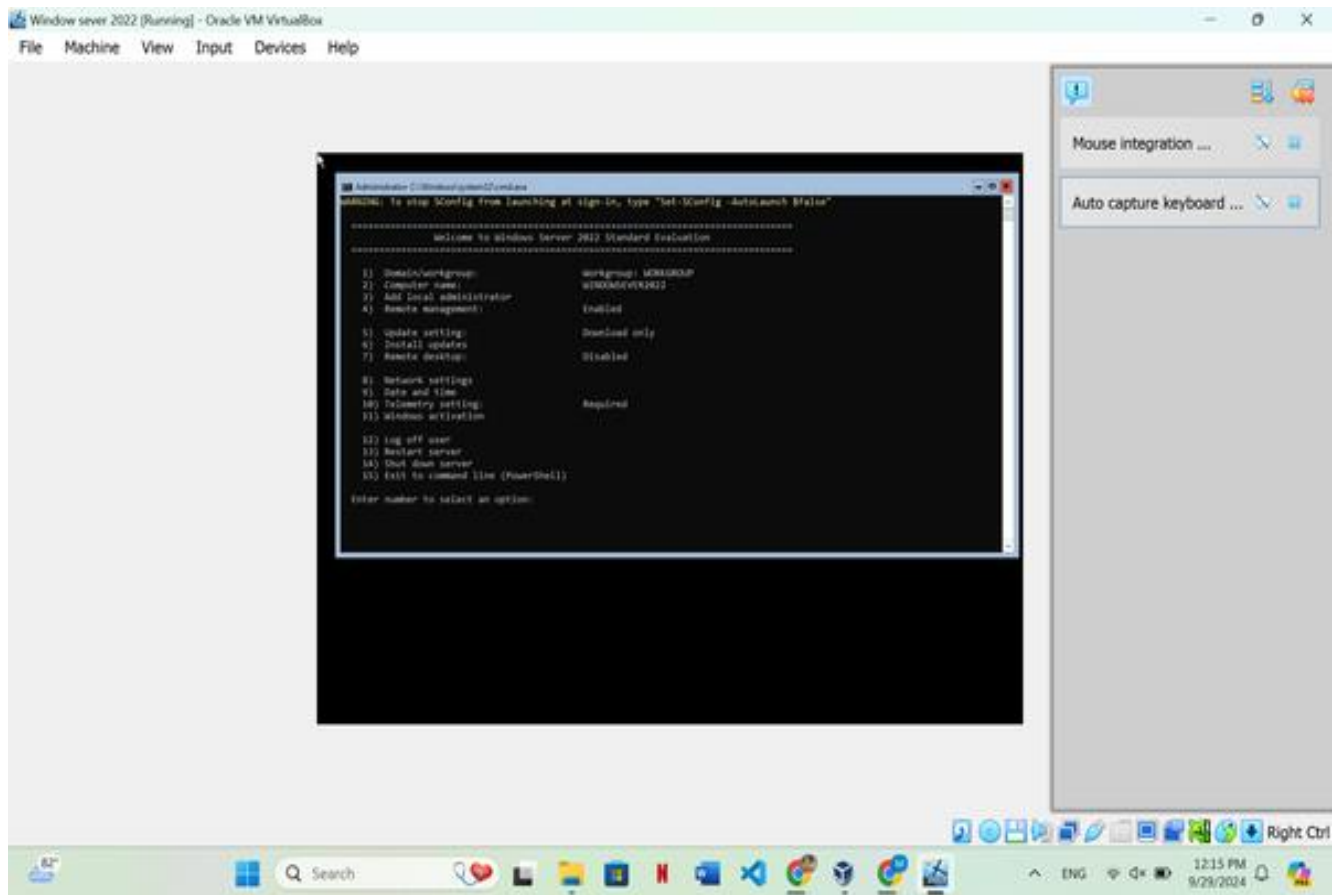 Window sever 2022 [Running] - Oracle VM VirtualBox
File Machine View Input Devices Help
Mouse integration ...
Auto capture keyboard ...
Administrator: C:\Windows\system32\cmd.exe
WARNING: To stop SConfig from launching at sign-in, type "Set-SConfig -AutoLaunch $false"
Welcome to Windows Server 2022 Standard Evaluation
1) Domain/workgroup: Workgroup: WORKGROUP
2) Computer name:
3) Add local administrator
4) Remote management: Enabled
5) Update setting: Download only
6) Install updates
7) Remote desktop: Disabled
8) Network settings
9) Date and time
10) Telemetry setting: Required
11) Windows activation
12) Log off user
13) Restart server
14) Shut down server
15) Exit to command line (PowerShell)
Enter number to select an option:
Right Ctrl
82°
Search
ENG
12:15 PM
9/29/2024